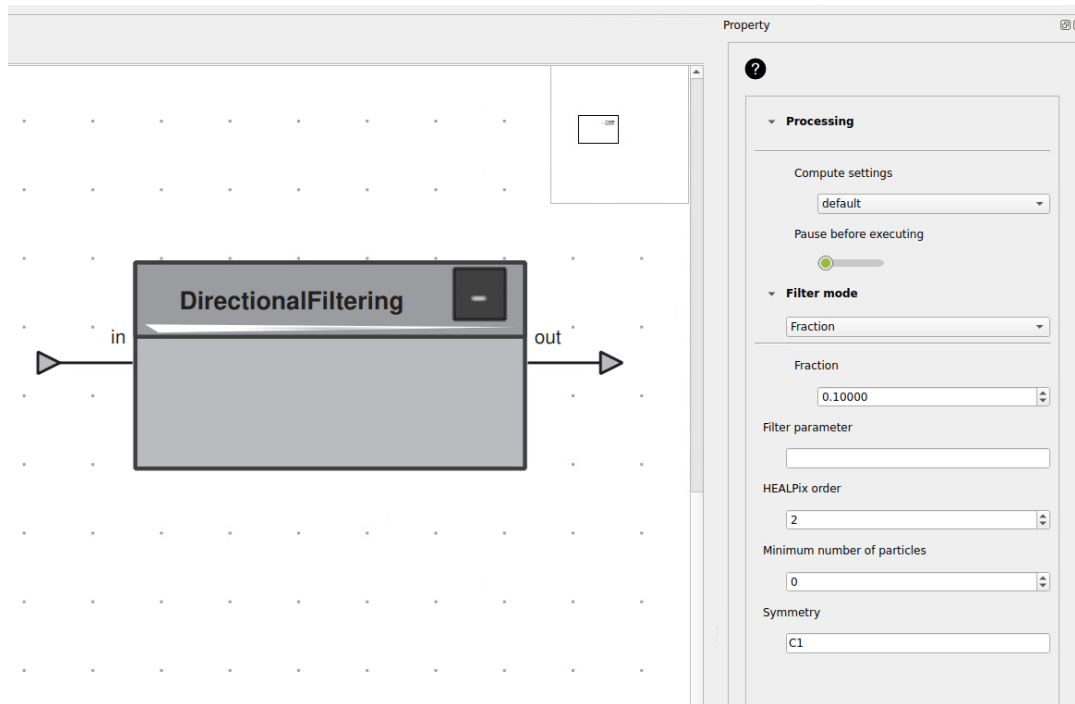 Property
?
Processing
Compute settings
default
Pause before executing
DirectionalFiltering
-
in
out
Filter mode
Fraction
Fraction
0.10000
Filter parameter
HEALPix order
2
Minimum number of particles
0
Symmetry
C1